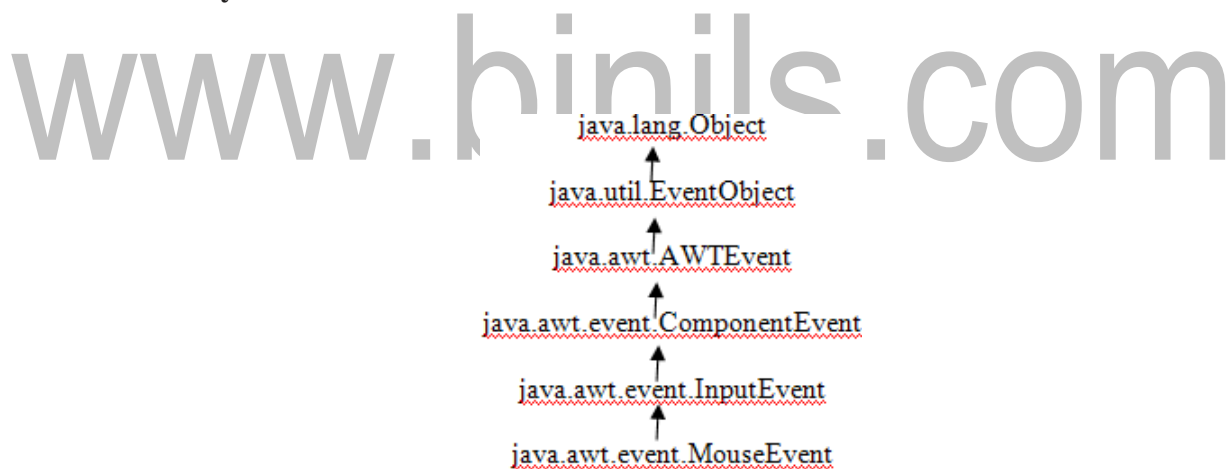 www.binils.com
java.lang.Object
java.util.EventObject
java.awt.AWTEvent
java.awt.event.ComponentEvent
java.awt.event.InputEvent
java.awt.event.MouseEvent